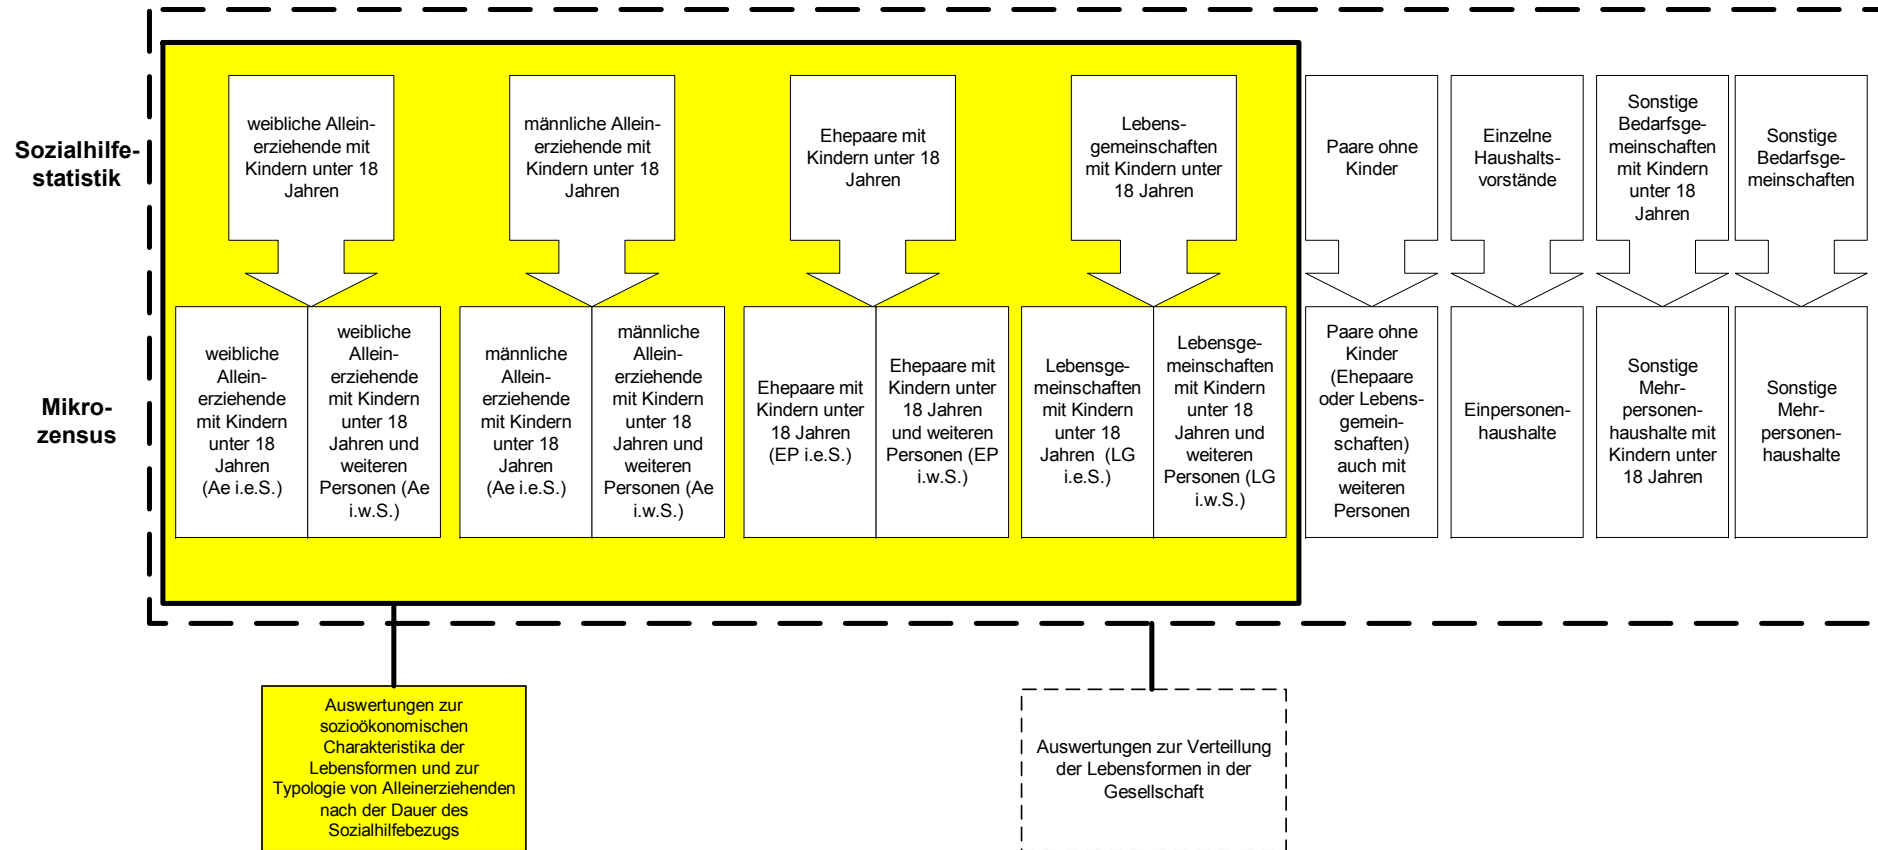 Sozialhilfe-
statistik
weibliche Allein-
erziehende mit
Kindern unter 18
Jahren
männliche Allein-
erziehende mit
Kindern unter 18
Jahren
Ehepaare mit
Kindern unter 18
Jahren
Lebens-
gemeinschaften
mit Kindern unter
18 Jahren
Paare ohne
Kinder
Einzelne
Haushalts-
vorstände
Sonstige
Bedarfsge-
meinschaften
mit Kindern
unter 18
Jahren
Sonstige
Bedarfsge-
meinschaften
Mikro-
zensus
weibliche
Allein-
erziehende
mit Kindern
unter 18
Jahren
(Ae i.e.S.)
weibliche
Allein-
erziehende
mit Kindern
unter 18
Jahren und
weiteren
Personen (Ae
i.w.S.)
männliche
Allein-
erziehende
mit Kindern
unter 18
Jahren
(Ae i.e.S.)
männliche
Allein-
erziehende
mit Kindern
unter 18
Jahren und
weiteren
Personen (Ae
i.w.S.)
Ehepaare mit
Kindern unter
18 Jahren
(EP i.e.S.)
Ehepaare mit
Kindern unter
18 Jahren
und weiteren
Personen (EP
i.w.S.)
Lebensge-
meinschaften
mit Kindern
unter 18
Jahren (LG
i.e.S.)
Lebensge-
meinschaften
mit Kindern
unter 18
Jahren und
weiteren
Personen (LG
i.w.S.)
Paare ohne
Kinder
(Ehepaare
oder Lebens-
gemein-
schaften)
auch mit
weiteren
Personen
Einpersonen-
haushalte
Sonstige
Mehr-
personen-
haushalte mit
Kindern unter
18 Jahren
Sonstige
Mehr-
personen-
haushalte
Auswertungen zur
sozioökonomischen
Charakteristika der
Lebensformen und zur
Typologie von Alleinerziehenden
nach der Dauer des
Sozialhilfebezugs
Auswertungen zur Verteillung
der Lebensformen in der
Gesellschaft